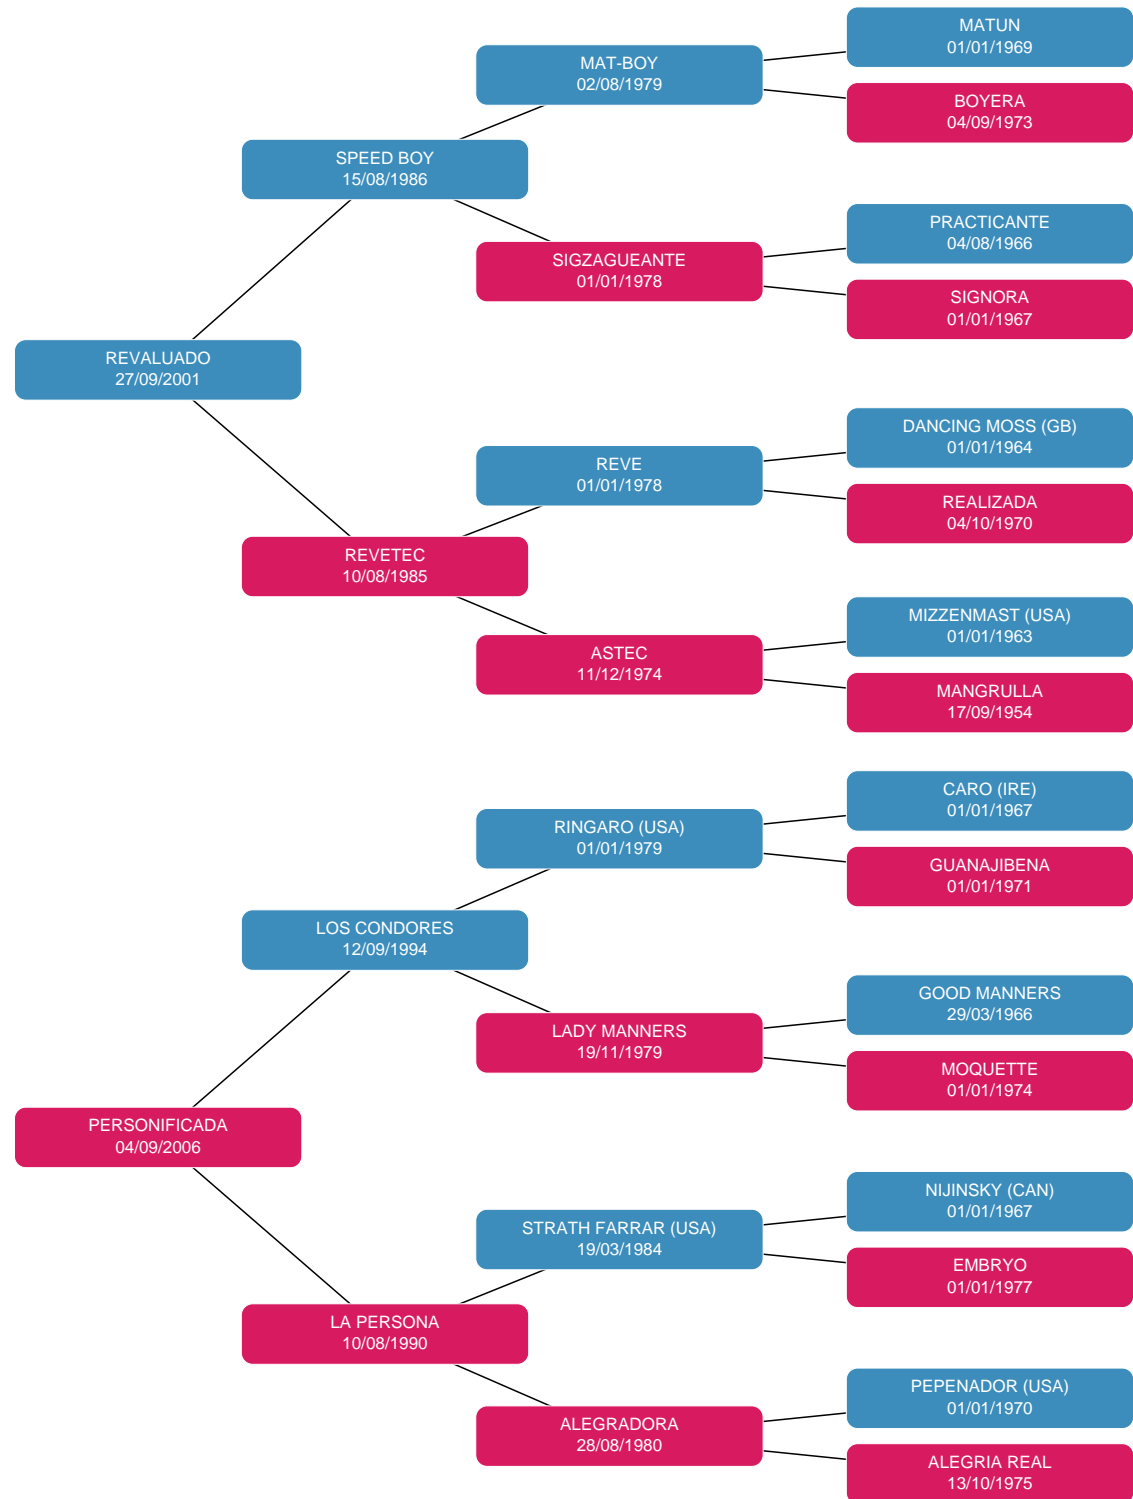 MATUN
01/01/1969
MAT-BOY
02/08/1979
BOYERA
04/09/1973
SPEED BOY
15/08/1986
PRACTICANTE
04/08/1966
SIGZAGUEANTE
01/01/1978
SIGNORA
01/01/1967
REVALUADO
27/09/2001
DANCING MOSS (GB)
01/01/1964
REVE
01/01/1978
REALIZADA
04/10/1970
REVETEC
10/08/1985
MIZZENMAST (USA)
01/01/1963
ASTEC
11/12/1974
MANGRULLA
17/09/1954
CARO (IRE)
01/01/1967
RINGARO (USA)
01/01/1979
GUANAJIBENA
01/01/1971
LOS CONDORES
12/09/1994
GOOD MANNERS
29/03/1966
LADY MANNERS
19/11/1979
MOQUETTE
01/01/1974
PERSONIFICADA
04/09/2006
NIJINSKY (CAN)
01/01/1967
STRATH FARRAR (USA)
19/03/1984
EMBRYO
01/01/1977
LA PERSONA
10/08/1990
PEPENADOR (USA)
01/01/1970
ALEGRADORA
28/08/1980
ALEGRIA REAL
13/10/1975